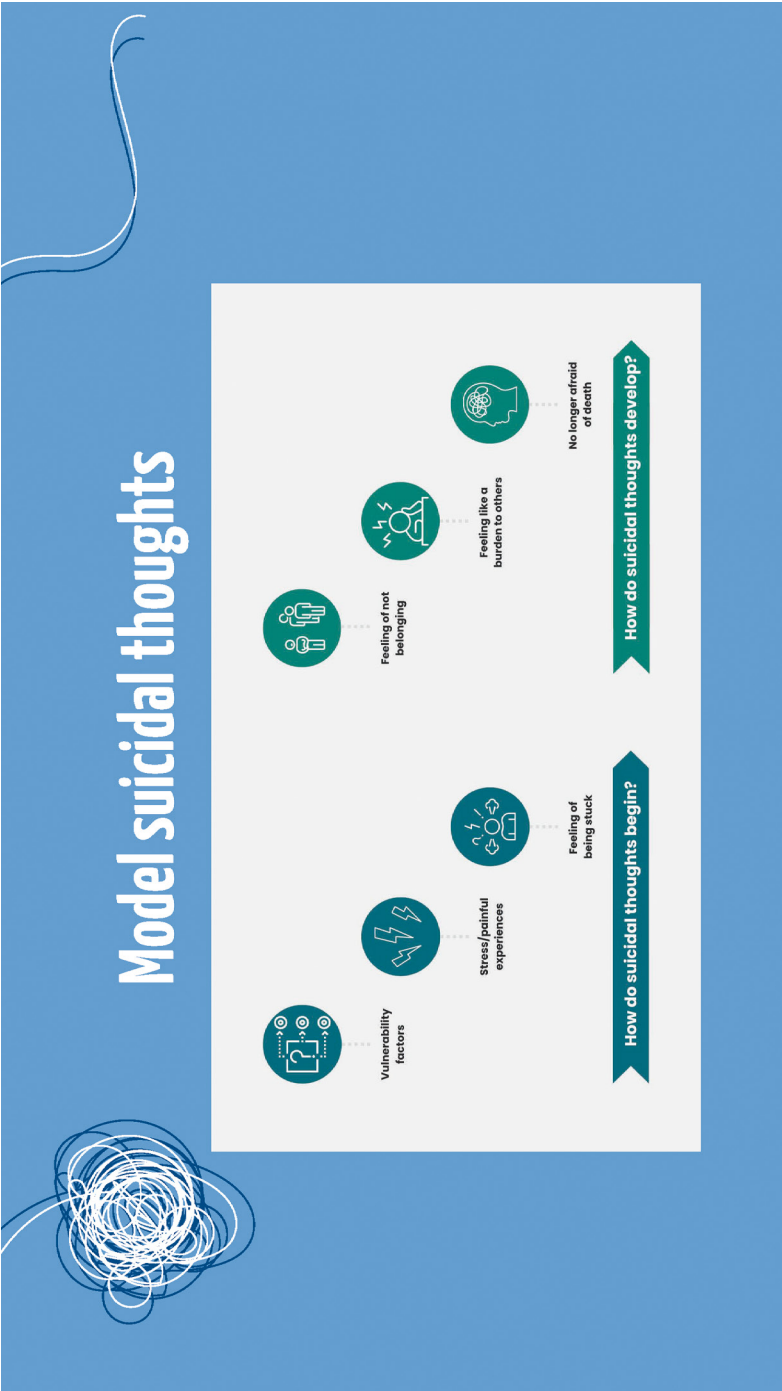 Model suicidal thoughts
Vulnerability
factors
Stress/painful
experiences
Feeling of
being stuck
How do suicidal thoughts begin?
Feeling of not
belonging
Feeling like a
burden to others
No longer afraid
of death
How do suicidal thoughts develop?